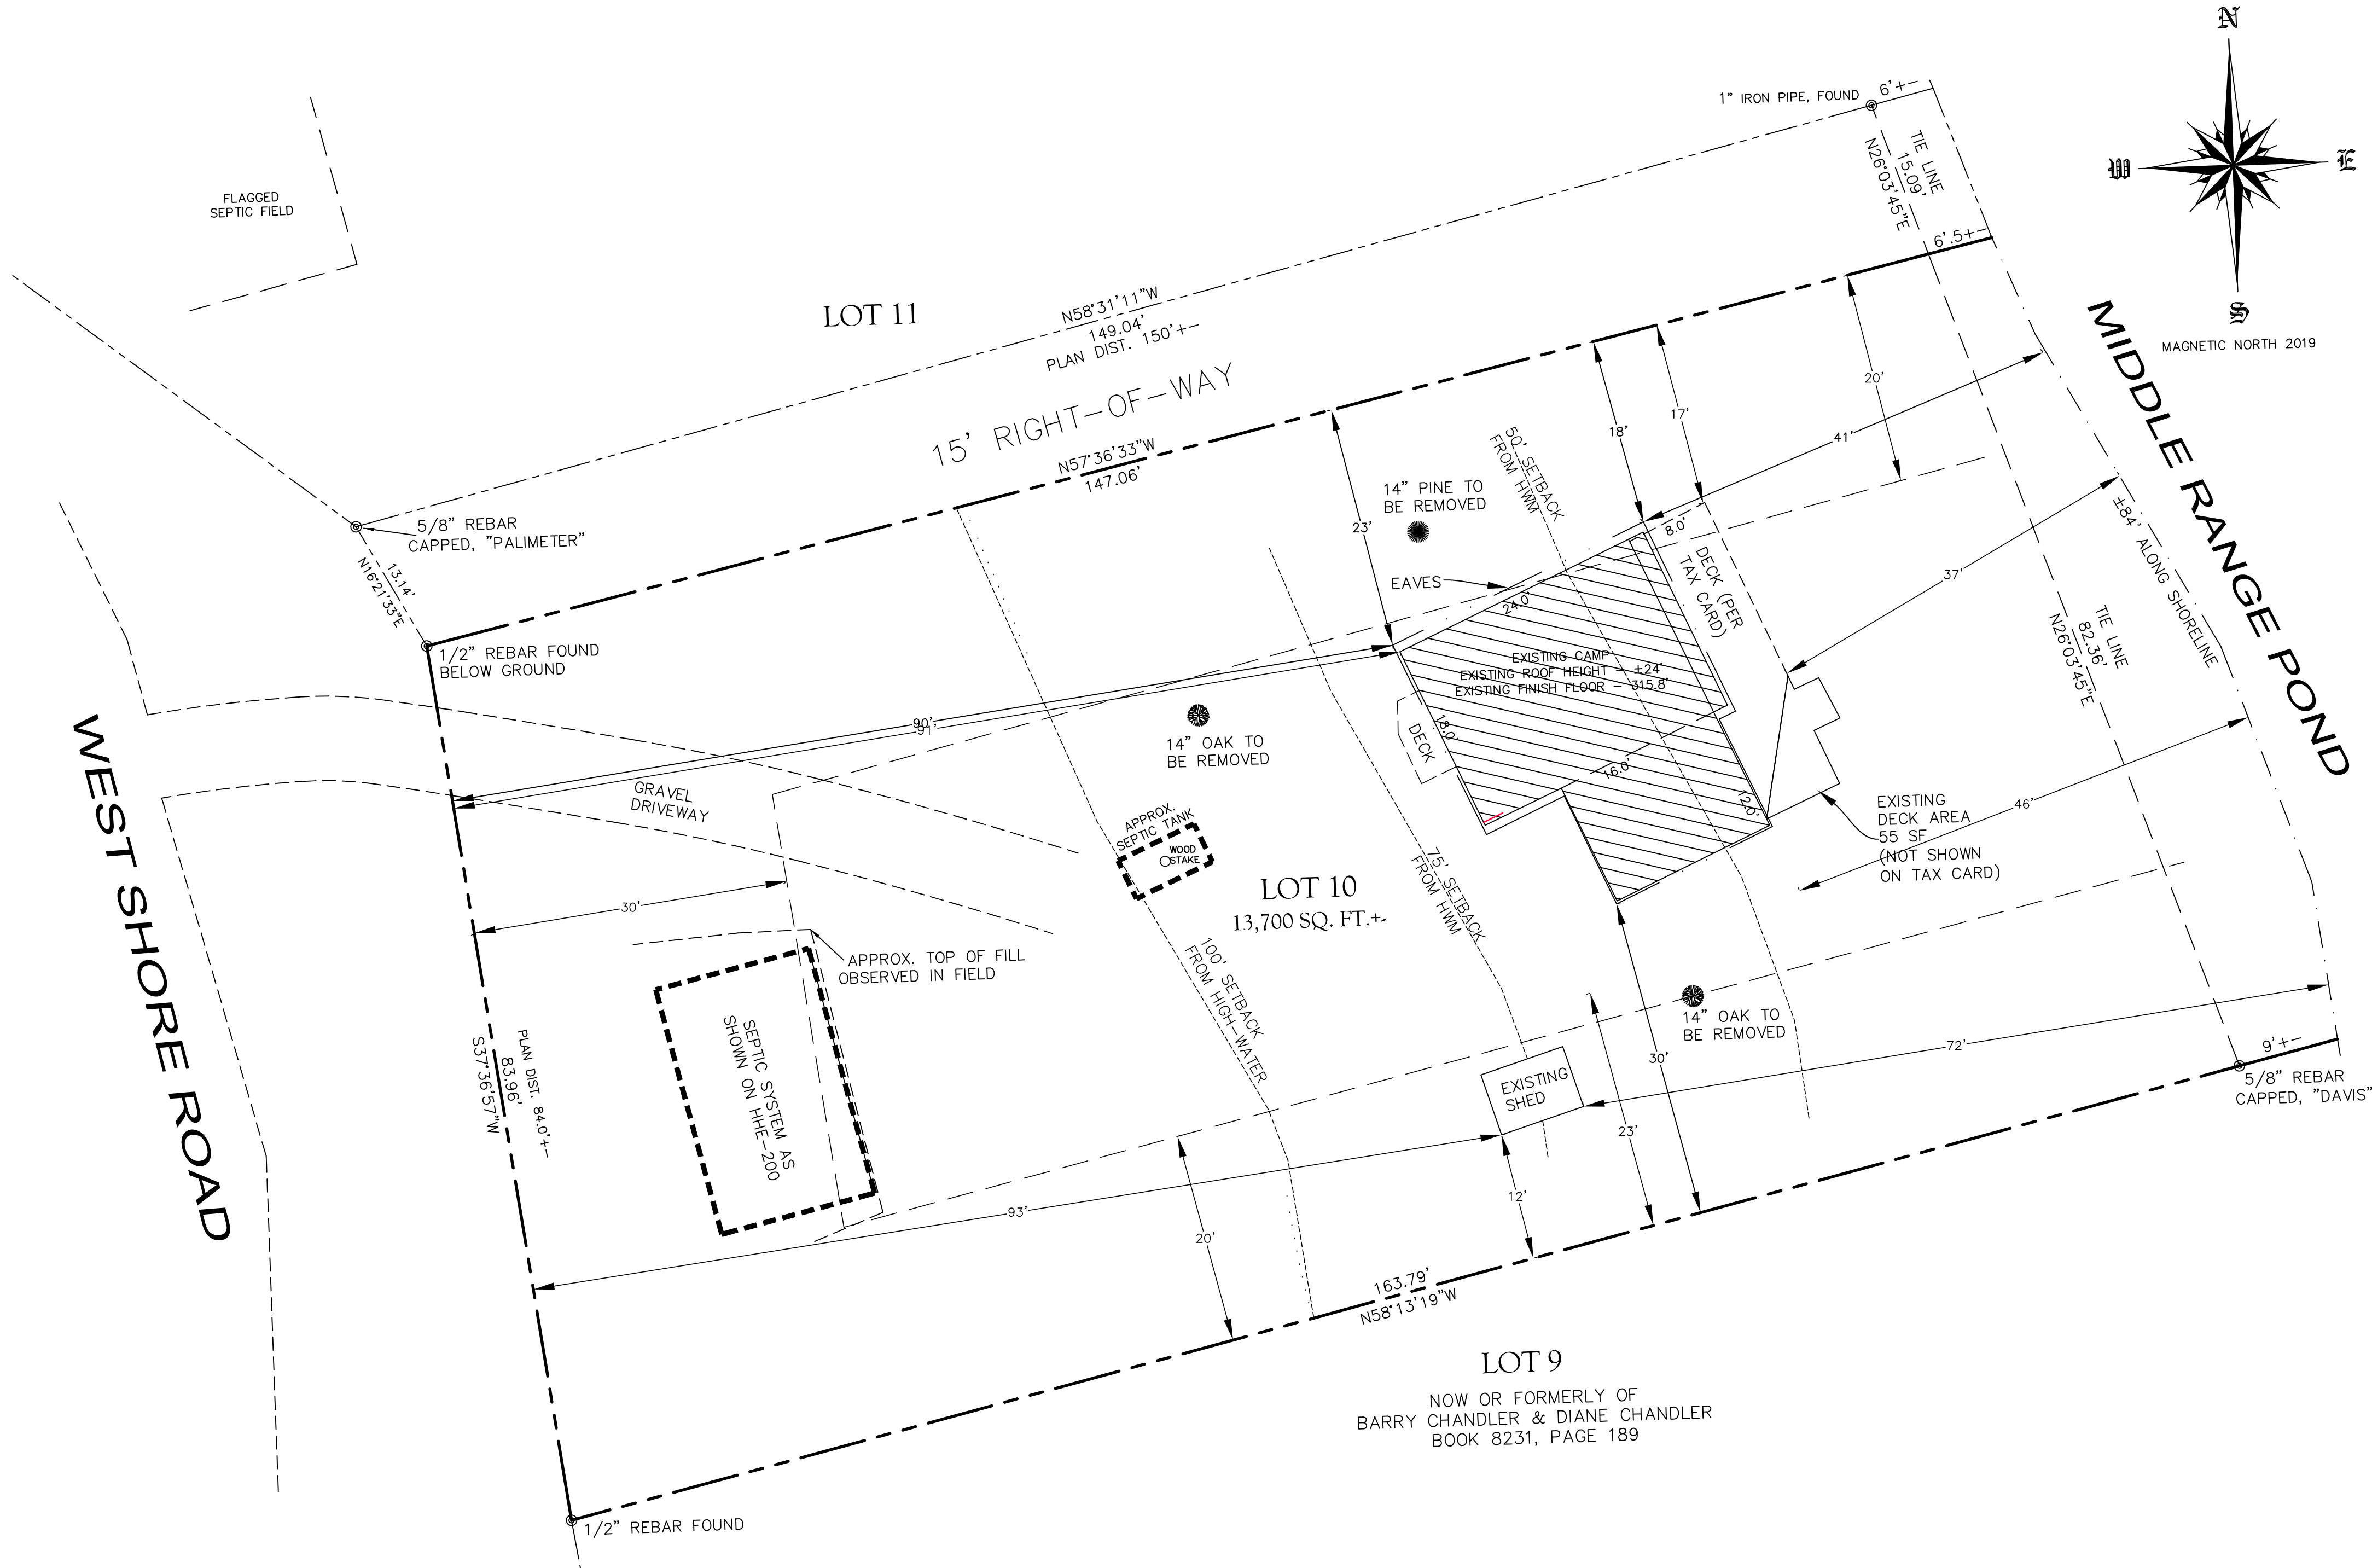 N
W
E
S
MAGNETIC NORTH 2019
1" IRON PIPE, FOUND
6'+-
TIE LINE
15.09'
N26°03'45"E
6'.5+-
FLAGGED
SEPTIC FIELD
LOT 11
N58°31'11"W
149.04'
PLAN DIST. 150'+-
15' RIGHT-OF-WAY
N57°36'33"W
147.06'
MIDDLE RANGE POND
±84' ALONG SHORELINE
TIE LINE
82.36'
N26°03'45"E
20'
41'
17'
18'
23'
37'
46'
50' SETBACK
FROM HWM
14" PINE TO
BE REMOVED
EAVES
24.0'
8.0'
DECK (PER
TAX CARD)
EXISTING CAMP
EXISTING ROOF HEIGHT - ±24'
EXISTING FINISH FLOOR - 315.8'
18.0'
DECK
16.0'
12.0'
EXISTING
DECK AREA
55 SF
(NOT SHOWN
ON TAX CARD)
5/8" REBAR
CAPPED, "PALIMETER"
13.14'
N16°21'33"E
1/2" REBAR FOUND
BELOW GROUND
90'
91'
GRAVEL
DRIVEWAY
14" OAK TO
BE REMOVED
APPROX.
SEPTIC TANK
WOOD
STAKE
LOT 10
13,700 SQ. FT.+-
75' SETBACK
FROM HWM
100' SETBACK
FROM HIGH-WATER
WEST SHORE ROAD
30'
APPROX. TOP OF FILL
OBSERVED IN FIELD
SEPTIC SYSTEM AS
SHOWN ON HHE-200
PLAN DIST. 84.0'+-
83.96'
S37°36'57"W
14" OAK TO
BE REMOVED
EXISTING
SHED
30'
23'
12'
72'
9'+-
5/8" REBAR
CAPPED, "DAVIS"
93'
20'
163.79'
N58°13'19"W
LOT 9
NOW OR FORMERLY OF
BARRY CHANDLER & DIANE CHANDLER
BOOK 8231, PAGE 189
1/2" REBAR FOUND